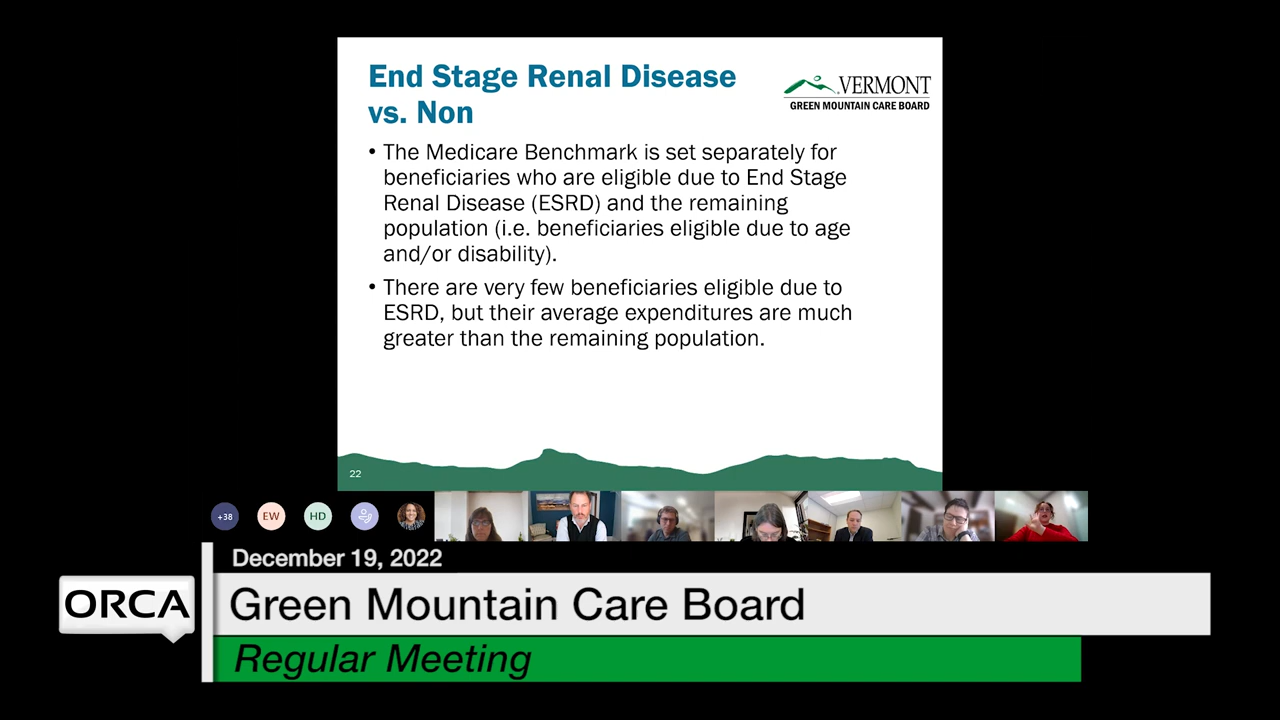 End Stage Renal Disease
vs. Non
VERMONT
GREEN MOUNTAIN CARE BOARD
• The Medicare Benchmark is set separately for
beneficiaries who are eligible due to End Stage
Renal Disease (ESRD) and the remaining
population (i.e. beneficiaries eligible due to age
and/or disability).
• There are very few beneficiaries eligible due to
ESRD, but their average expenditures are much
greater than the remaining population.
22
+38
EW
HD
December 19, 2022
ORCA
Green Mountain Care Board
Regular Meeting